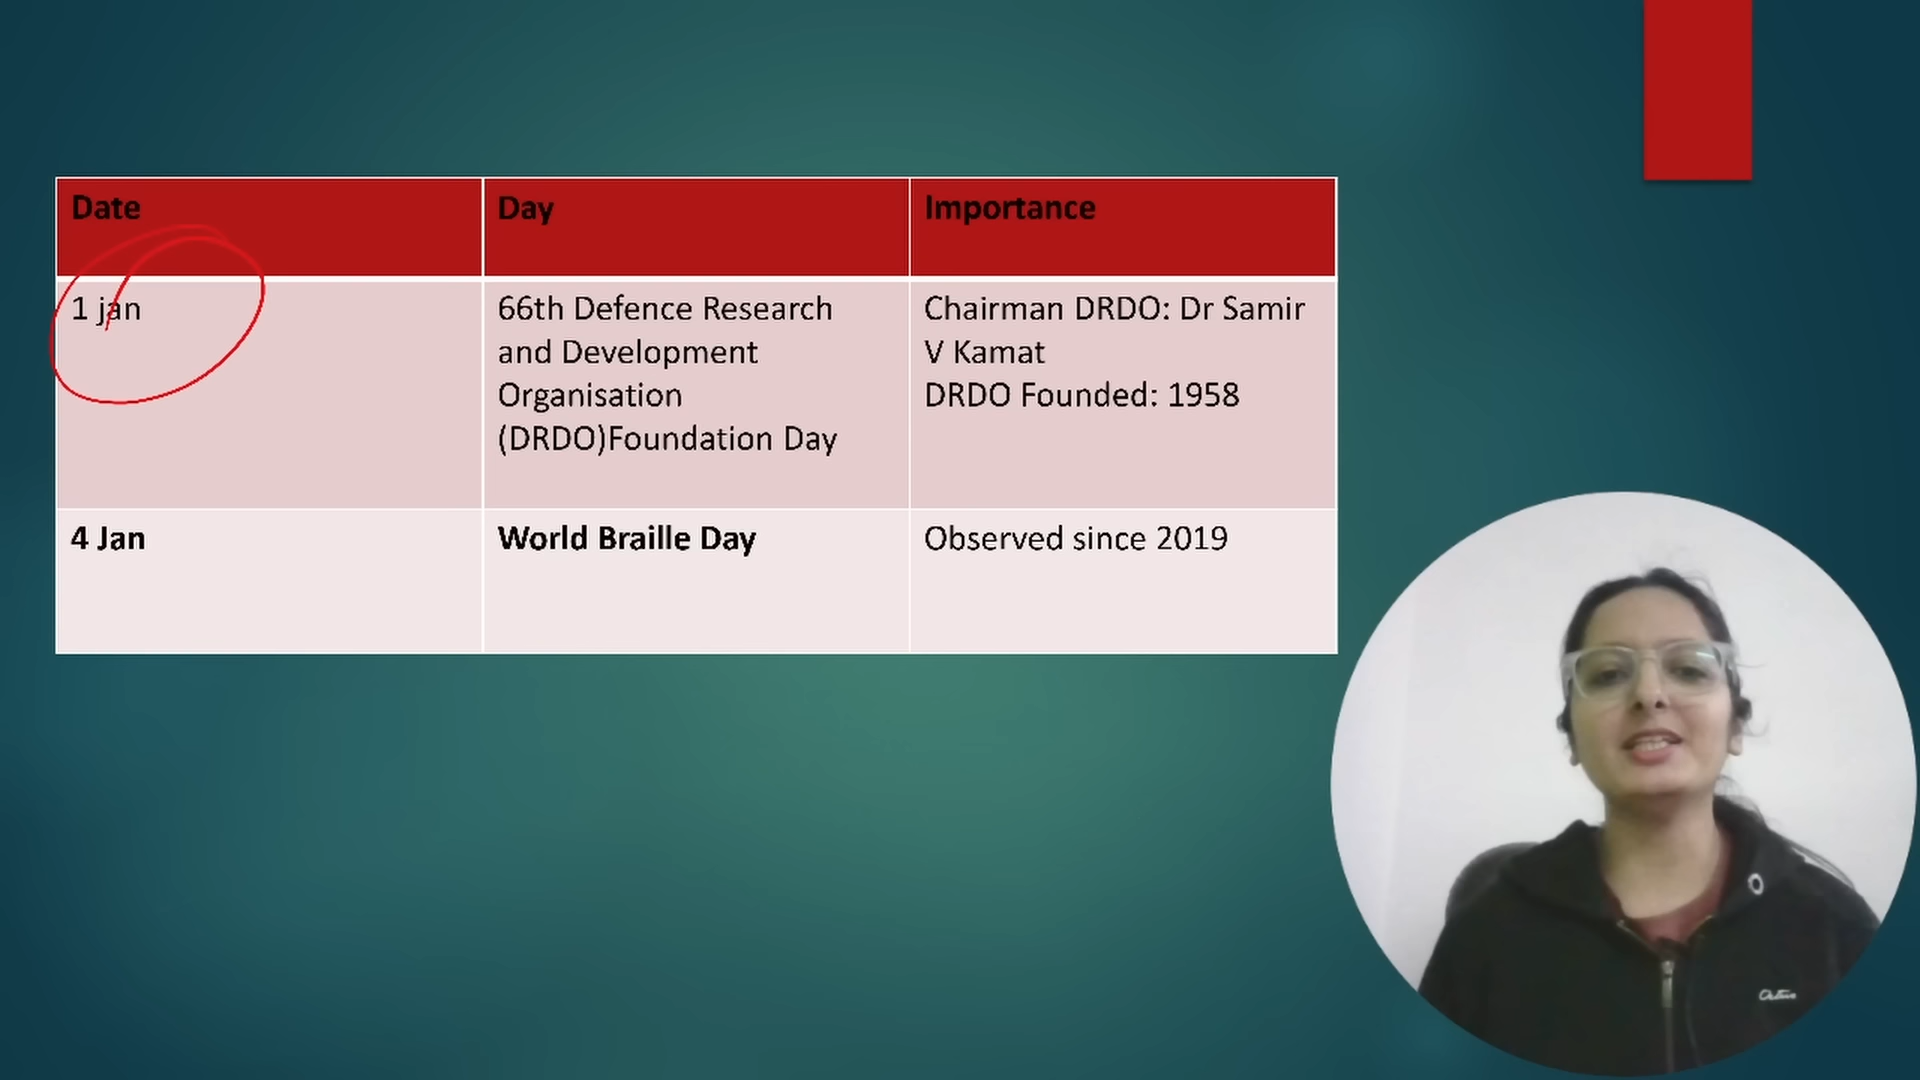 Date
Day
Importance
1 jan
66th Defence Research
and Development
Organisation
(DRDO)Foundation Day
Chairman DRDO: Dr Samir
V Kamat
DRDO Founded: 1958
4 Jan
World Braille Day
Observed since 2019